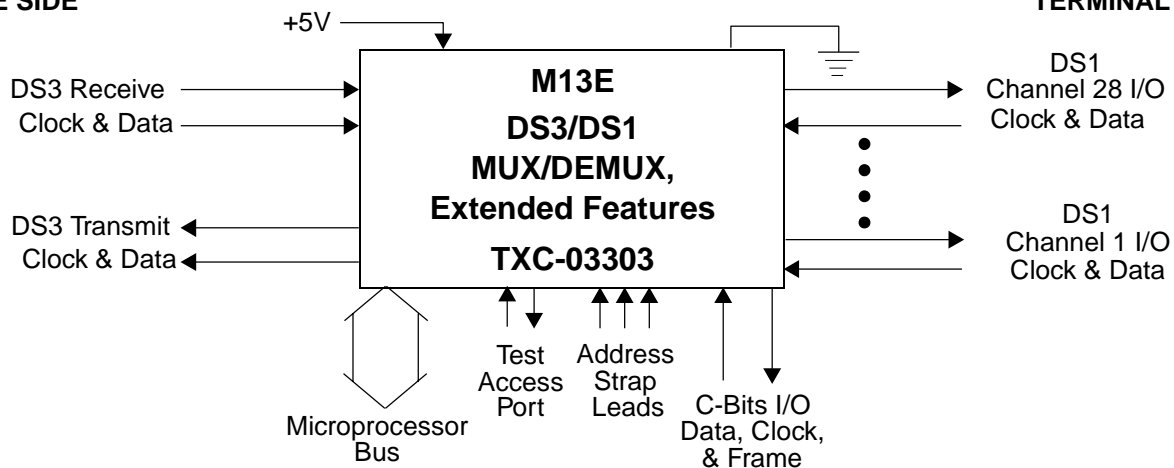 E SIDE
TERMINAL
+5V
DS3 Receive
Clock & Data
DS3 Transmit
Clock & Data
M13E
DS3/DS1
MUX/DEMUX,
Extended Features
TXC-03303
DS1
Channel 28 I/O
Clock & Data
DS1
Channel 1 I/O
Clock & Data
Microprocessor
Bus
Test
Access
Port
Address
Strap
Leads
C-Bits I/O
Data, Clock,
& Frame